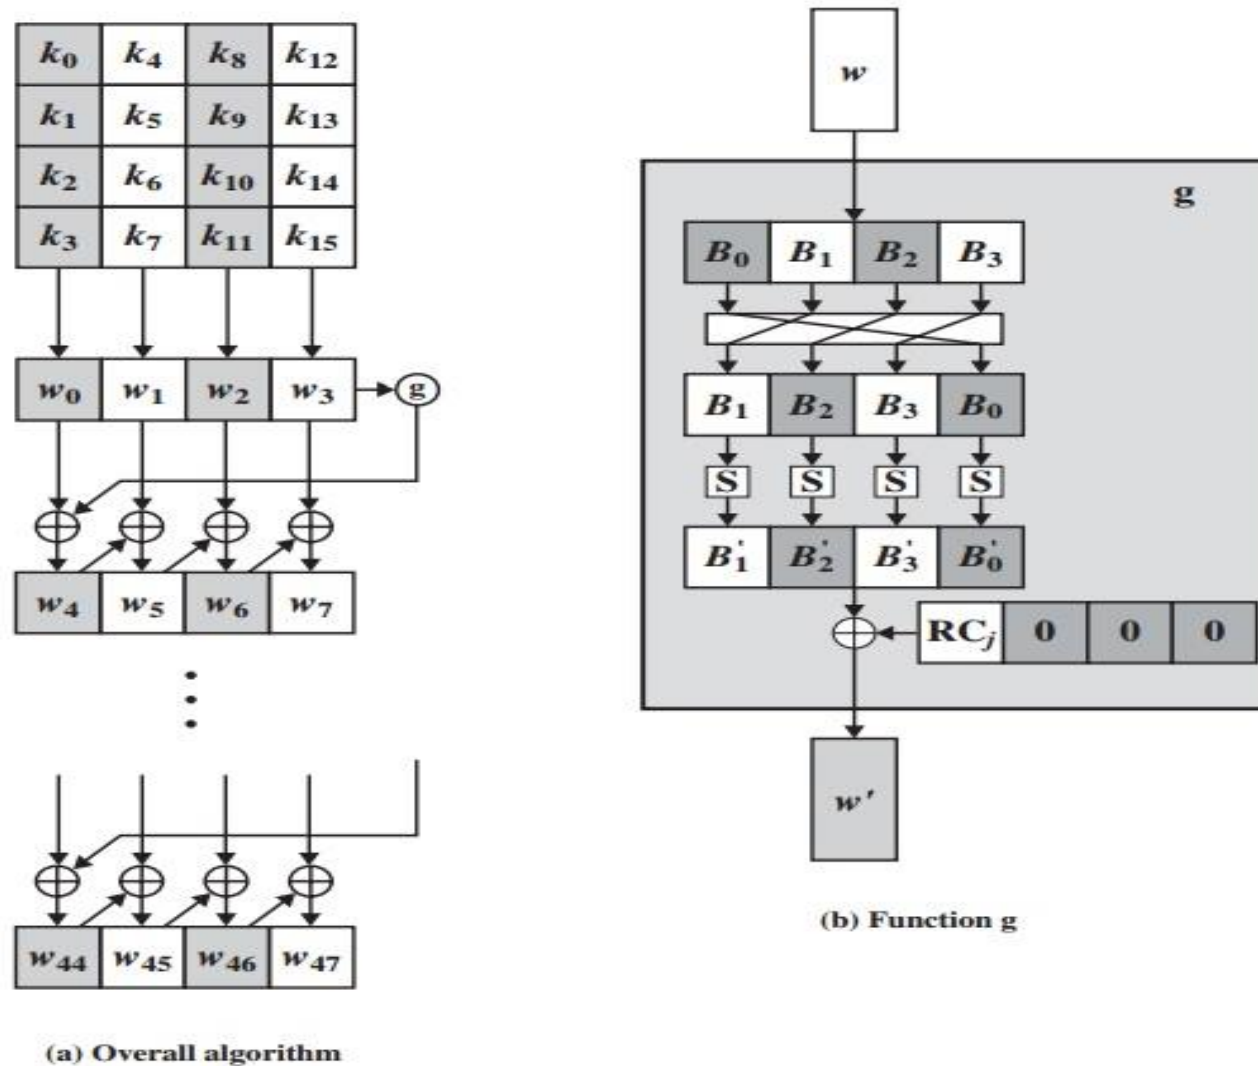 k0 k4 k8 k12
k1 k5 k9 k13
k2 k6 k10 k14
k3 k7 k11 k15
w0 w1 w2 w3 g
w4 w5 w6 w7
w44 w45 w46 w47
(a) Overall algorithm
w
g
B0 B1 B2 B3
B1 B2 B3 B0
S S S S
B'1 B'2 B'3 B'0
RCj 0 0 0
w'
(b) Function g